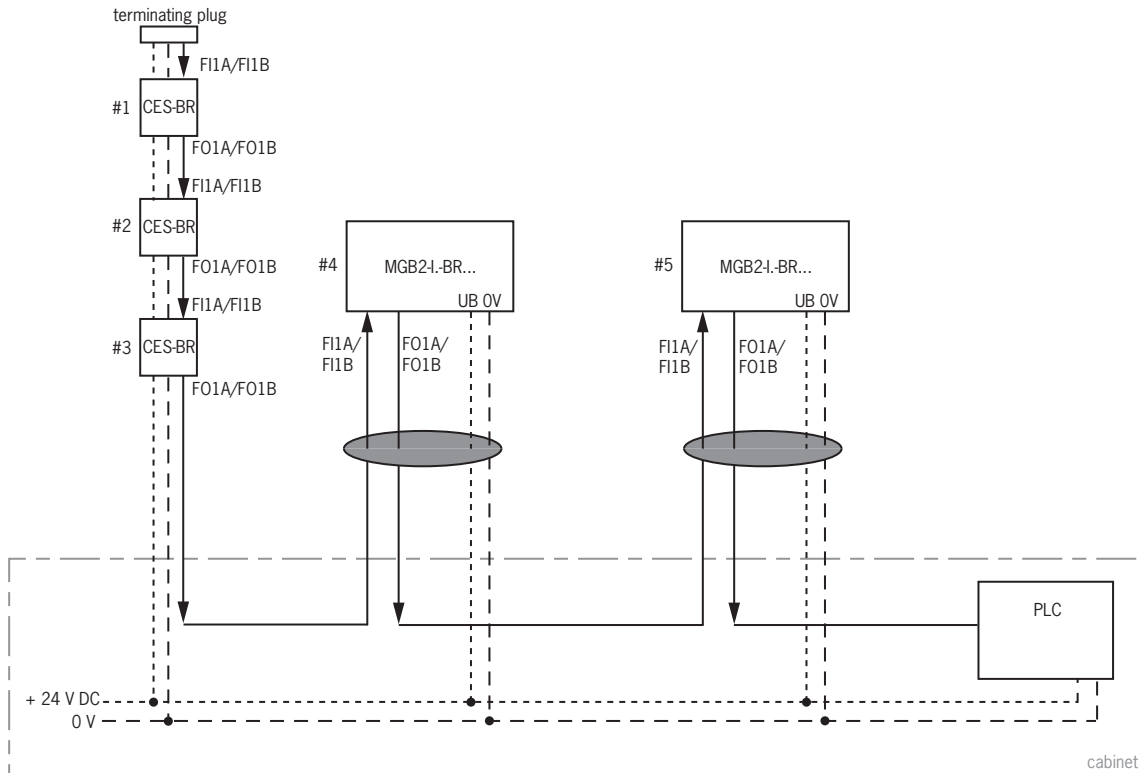 terminating plug
FI1A/FI1B
#1
CES-BR
FO1A/FO1B
FI1A/FI1B
#2
CES-BR
FO1A/FO1B
FI1A/FI1B
#3
CES-BR
FO1A/FO1B
#4
MGB2-I.-BR...
UB 0V
FI1A/
FI1B
FO1A/
FO1B
#5
MGB2-I.-BR...
UB 0V
FI1A/
FI1B
FO1A/
FO1B
PLC
+ 24 V DC
0 V
cabinet